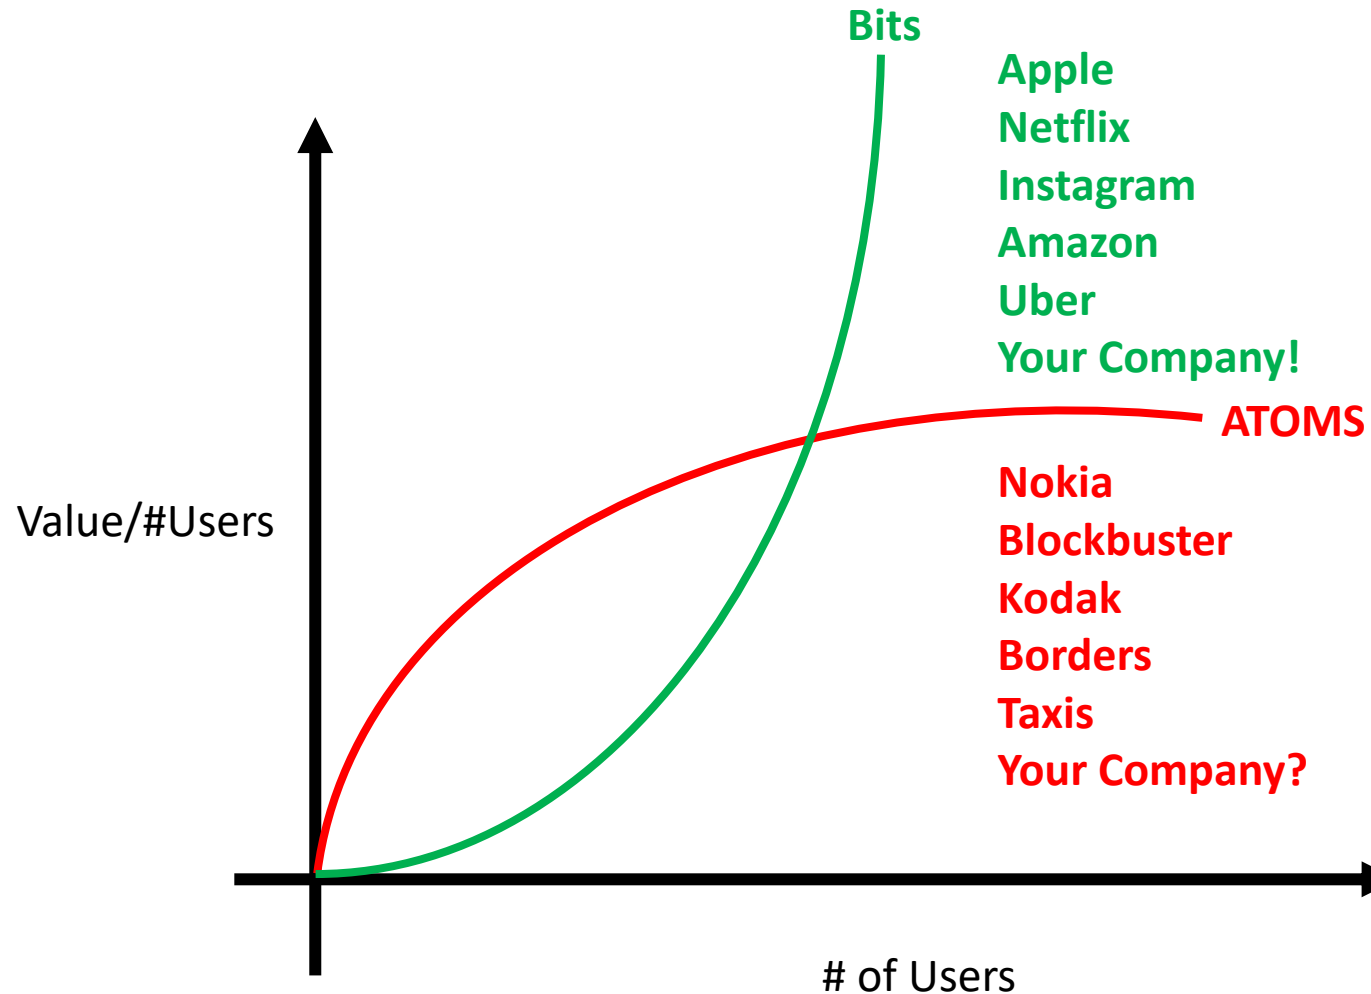 Bits
Apple
Netflix
Instagram
Amazon
Uber
Your Company!
ATOMS
Nokia
Blockbuster
Kodak
Borders
Taxis
Your Company?
Value/#Users
# of Users